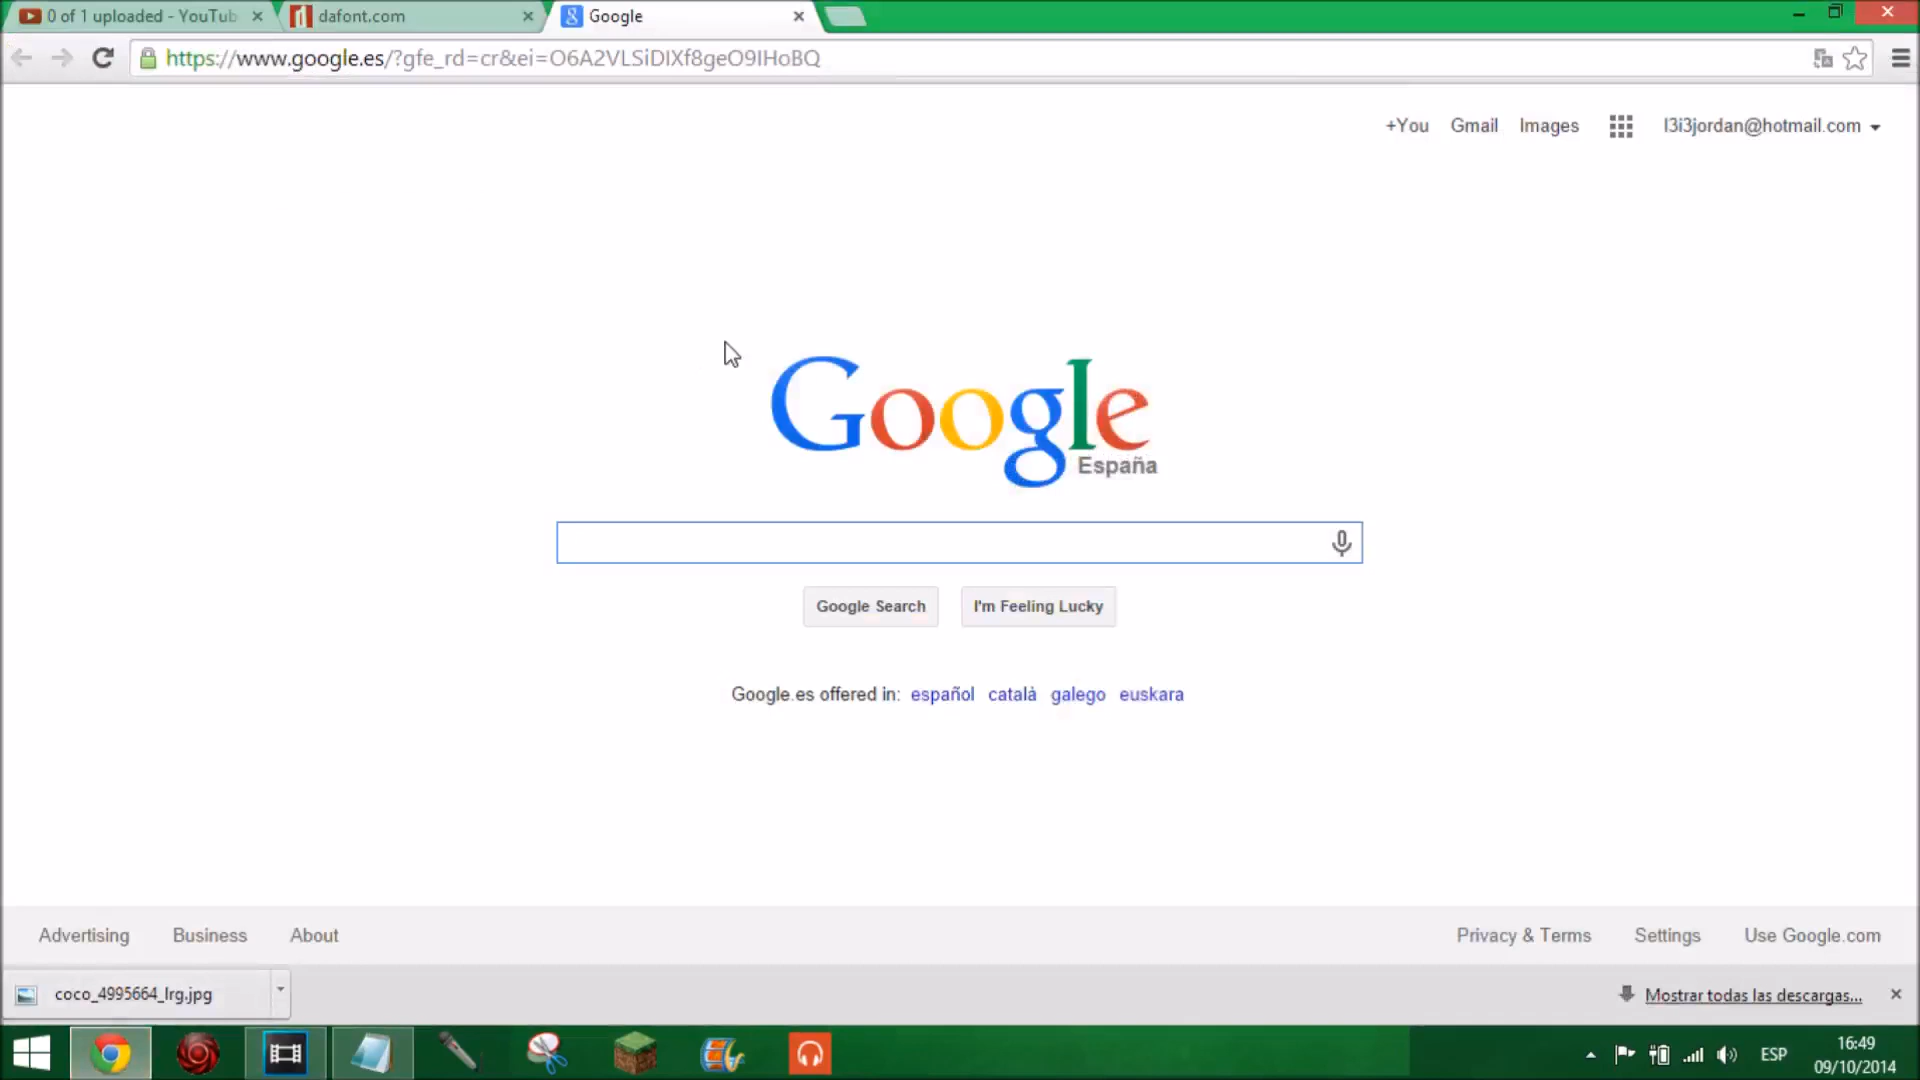 0 of 1 uploaded - YouTub
dafont.com
Google
https://www.google.es/?gfe_rd=cr&ei=O6A2VLSiDIXf8geO9IHoBQ
+You Gmail Images l3i3jordan@hotmail.com
Google
España
Google Search I'm Feeling Lucky
Google.es offered in: español català galego euskara
Advertising Business About Privacy & Terms Settings Use Google.com
coco_4995664_lrg.jpg Mostrar todas las descargas...
ESP
16:49
09/10/2014